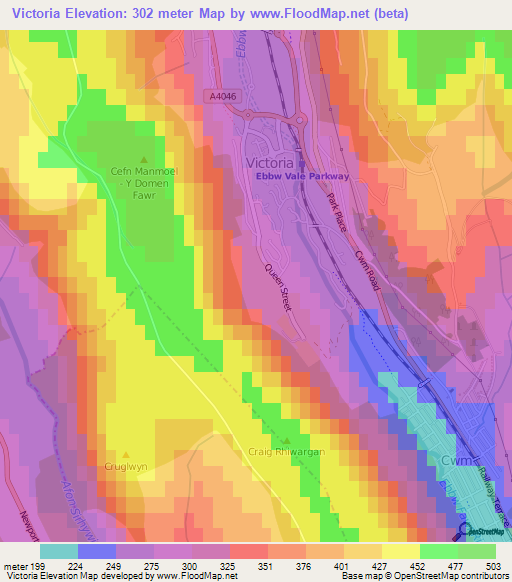 Victoria Elevation: 302 meter Map by www.FloodMap.net (beta)
Ebbw
A4046
Victoria
Ebbw Vale Parkway
Cefn Manmoel
- Y Domen
Fawr
Park Place
Cwm Road
Queen Street
Craig Rhiwargan
Cruglwyn
Cwm
Railway Terrace
Newport
OpenStreetMap
meter 199 224 249 275 300 325 351 376 401 427 452 477 503
Victoria Elevation Map developed by www.FloodMap.net
Base map © OpenStreetMap contributors